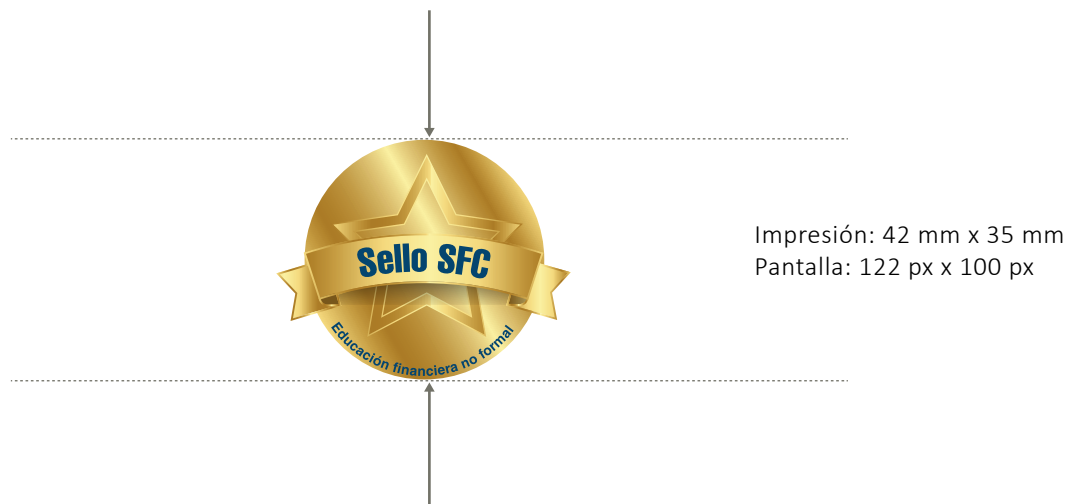 Sello SFC
Educación financiera no formal
Impresión: 42 mm x 35 mm
Pantalla: 122 px x 100 px